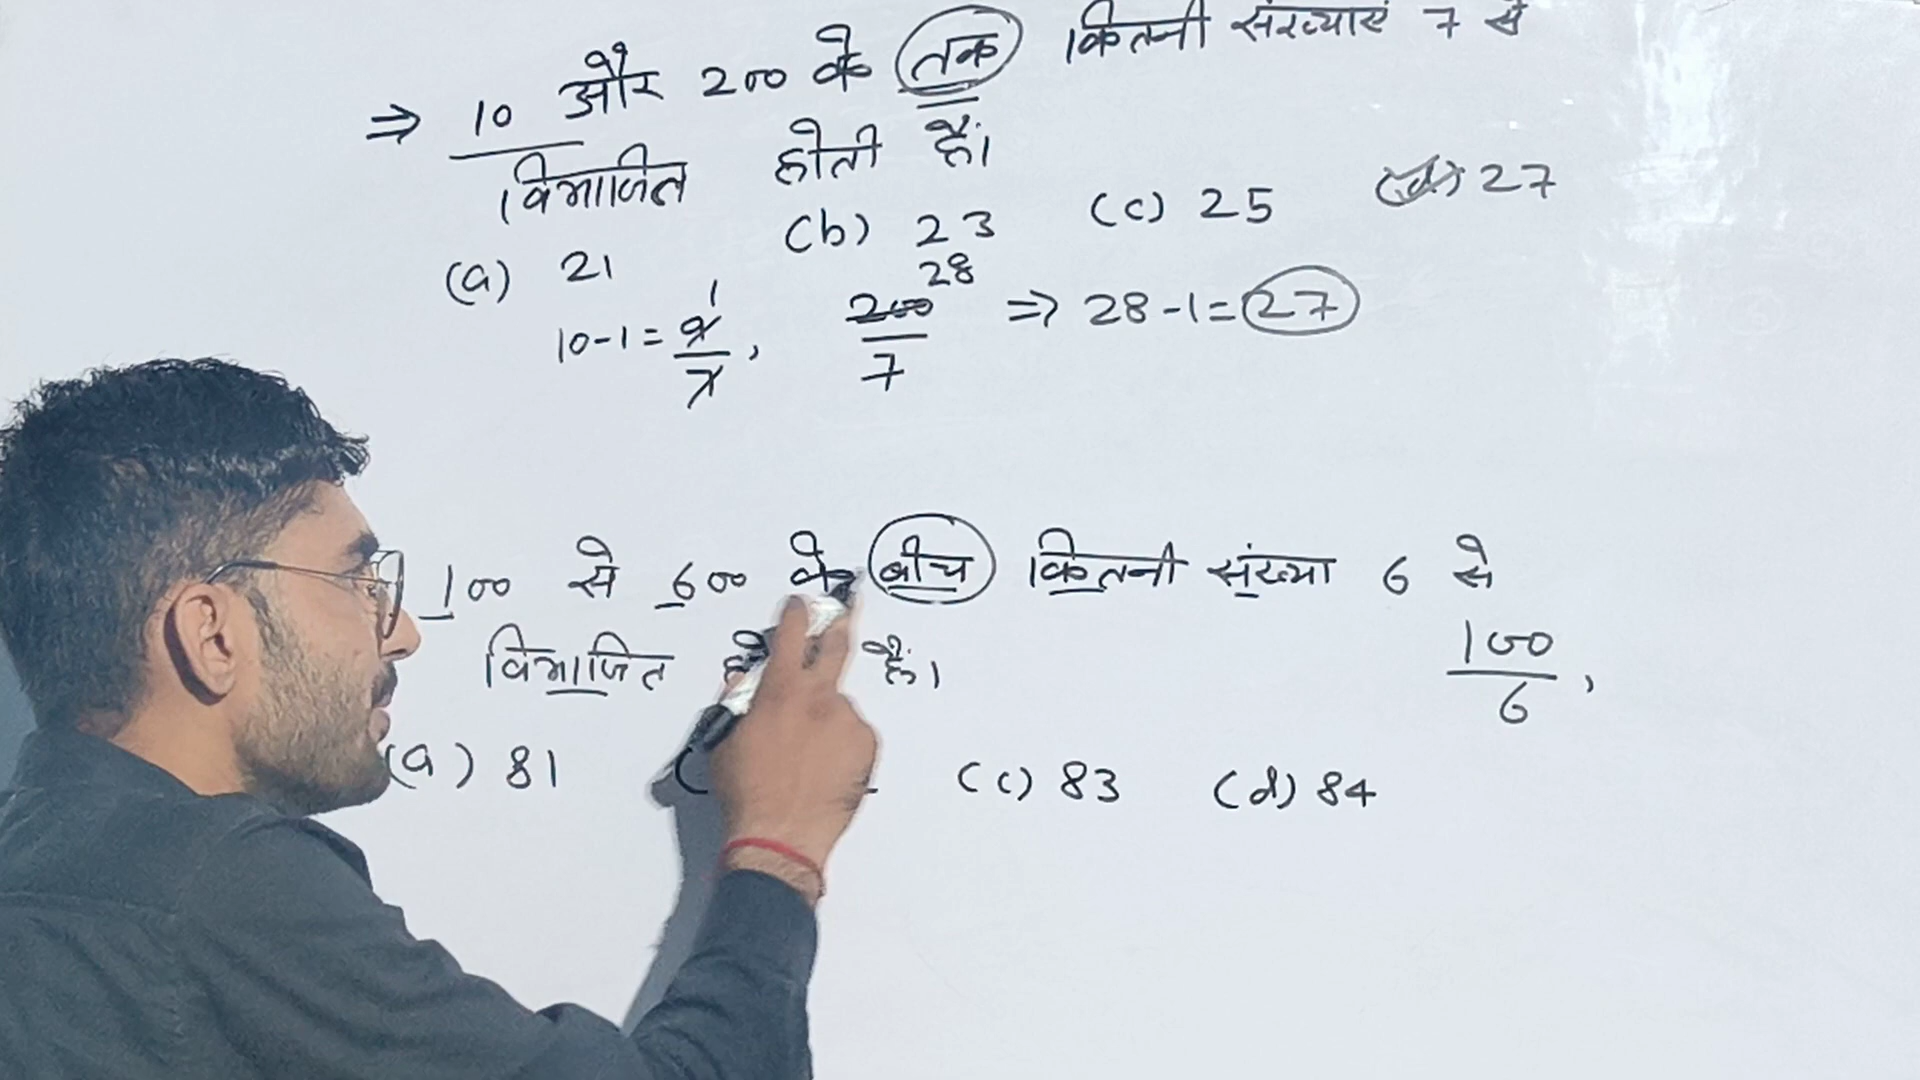 ⇒ 10 और 200 के तक कितनी संख्याएं 7 से
विभाजित होती हैं।
(a) 21 (b) 23 (c) 25 (d) 27
10-1 = 9/7 1, 200/7 28 ⇒ 28-1 = 27
100 से 600 के बीच कितनी संख्या 6 से
विभाजित हैं।
100/6 ,
(a) 81 (c) 83 (d) 84